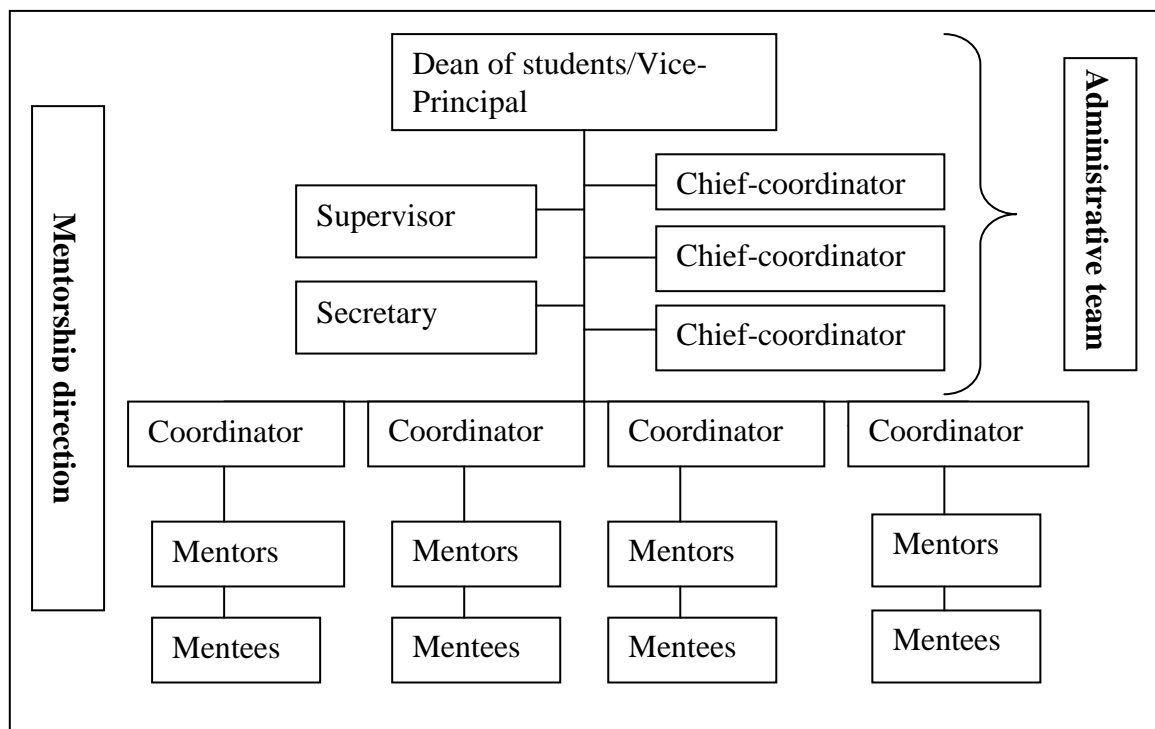 Dean of students/Vice-
Principal
Administrative team
Mentorship direction
Supervisor
Secretary
Chief-coordinator
Chief-coordinator
Chief-coordinator
Coordinator
Coordinator
Coordinator
Coordinator
Mentors
Mentors
Mentors
Mentors
Mentees
Mentees
Mentees
Mentees